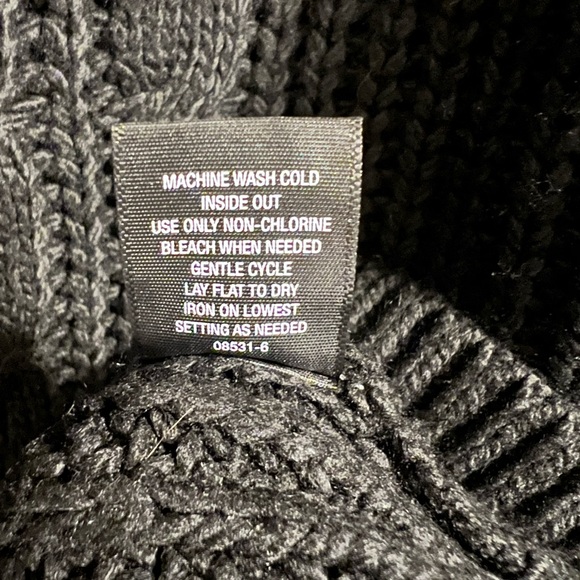 MACHINE WASH COLD
INSIDE OUT
USE ONLY NON-CHLORINE
BLEACH WHEN NEEDED
GENTLE CYCLE
LAY FLAT TO DRY
IRON ON LOWEST
SETTING AS NEEDED
08531-6